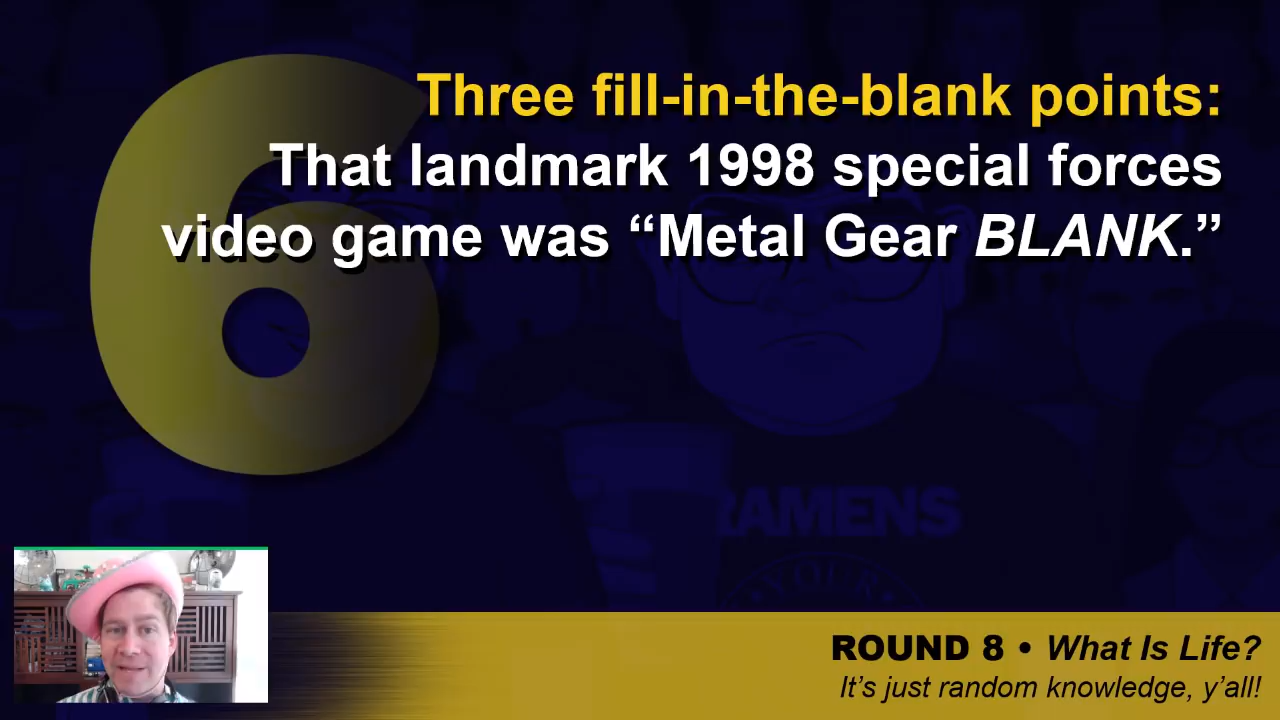 6
Three fill-in-the-blank points:
That landmark 1998 special forces
video game was “Metal Gear BLANK.”
RAMENS
ROUND 8 • What Is Life?
It’s just random knowledge, y’all!